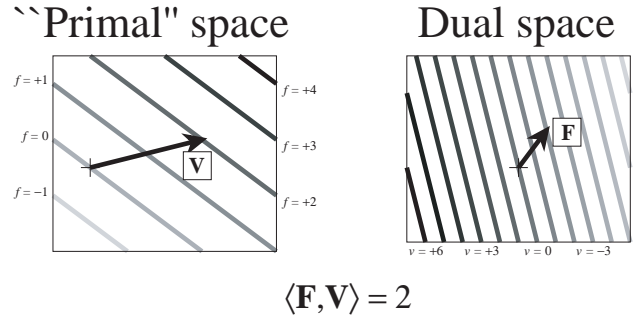 ``Primal'' space
Dual space
f = +1
f = 0
f = −1
f = +4
f = +3
f = +2
V
F
v = +6
v = +3
v = 0
v = −3
⟨F,V⟩ = 2